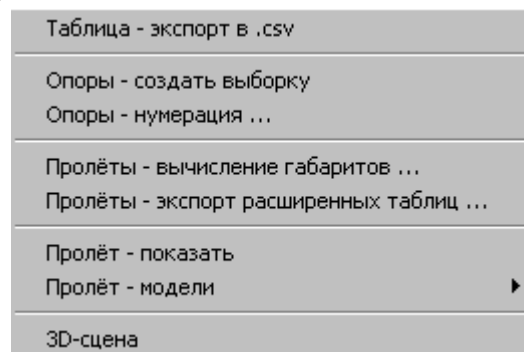 Таблица - экспорт в .csv
Опоры - создать выборку
Опоры - нумерация ...
Пролёты - вычисление габаритов ...
Пролёты - экспорт расширенных таблиц ...
Пролёт - показать
Пролёт - модели
3D-сцена